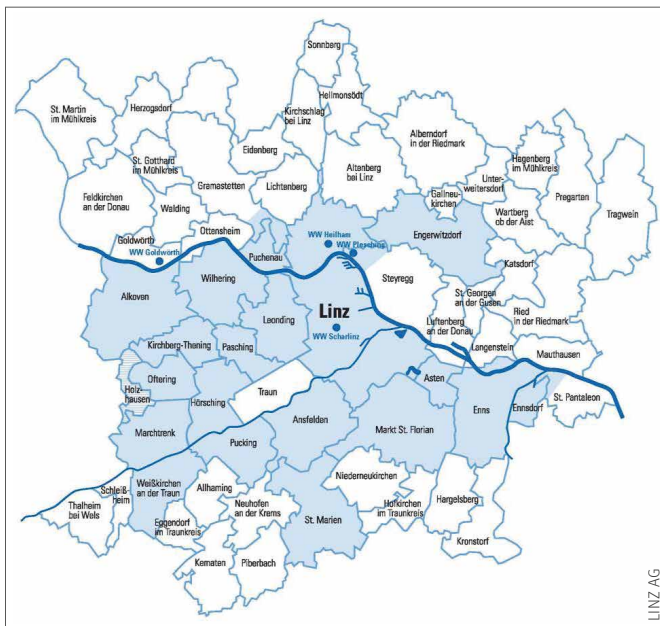 Sonnberg
Hellmonsödt
St. Martin
im Mühlkreis
Herzogsdorf
Kirchschlag
bei Linz
Eidenberg
Alberndorf
in der Riedmark
St. Gotthard
im Mühlkreis
Altenberg
bei Linz
Hagenberg
im Mühlkreis
Unter-
weitersdorf
Gramastetten
Lichtenberg
Gallneu-
kirchen
Pregarten
Feldkirchen
an der Donau
Walding
Wartberg
ob der Aist
Tragwein
Ottensheim
Goldwörth
WW Goldwörth
WW Heilham
WW Plesching
Engerwitzdorf
Puchenau
Steyregg
Katsdorf
Wilhering
Alkoven
St. Georgen
an der Gusen
Linz
Leonding
WW Scharlinz
Luftenberg
an der Donau
Ried
in der Riedmark
Kirchberg-Thening
Pasching
Langenstein
Mauthausen
Oftering
Holz-
hausen
Hörsching
Traun
Asten
Enns
Ennsdorf
St. Pantaleon
Marchtrenk
Pucking
Ansfelden
Markt St. Florian
Weißkirchen
an der Traun
Schleiß-
heim
Allhaming
Niederneukirchen
Thalheim
bei Wels
Neuhofen
an der Krems
Hofkirchen
im Traunkreis
Hargelsberg
Eggendorf
im Traunkreis
St. Marien
Kronstorf
Kematen
Piberbach
LINZ AG